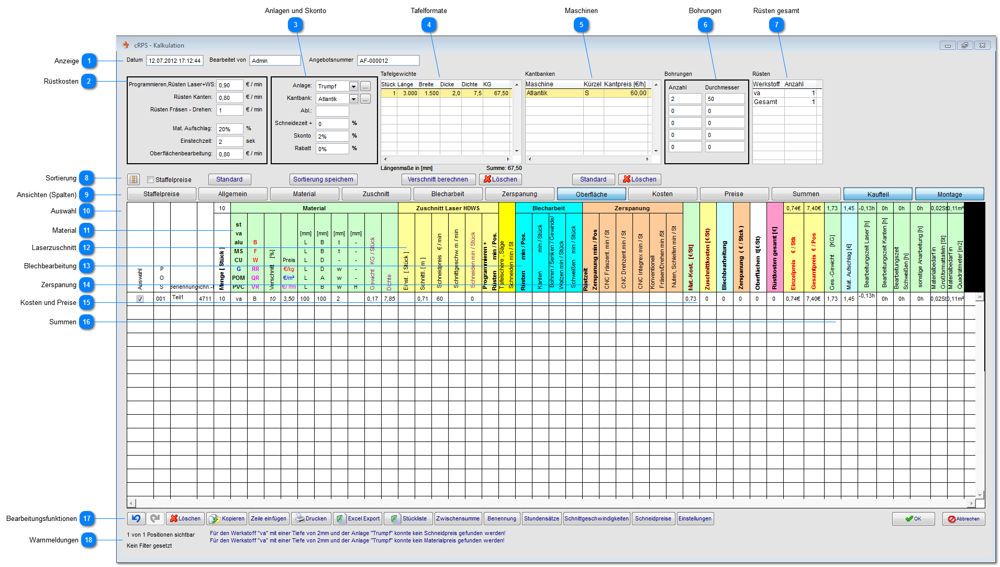 Anlagen und Skonto
Tafelformate
Maschinen
Bohrungen
Rüsten gesamt
3
4
5
6
7
cRPS - Kalkulation
Anzeige 1
Datum 12.07.2012 17:12:44 Bearbeitet von Admin Angebotsnummer AF-000012
Rüstkosten 2
Programmieren,Rüsten Laser+WS: 0,90 € / min
Rüsten Kanten: 0,80 € / min
Rüsten Fräsen - Drehen: 1 € / min
Mat. Aufschlag: 20% %
Einstechzeit: 2 sek
Oberflächenbearbeitung: 0,80 € / min
Anlage: Trumpf ...
Kantbank: Atlantik ...
Abl.:
Schneidezeit + 0 %
Skonto 2% %
Rabatt 0% %
Tafelgewichte
Stück Länge Breite Dicke Dichte KG
1 3.000 1.500 2,0 7,5 67,50
Längenmaße in [mm] Summe: 67,50
Kantbanken
Maschine Kürzel Kantpreis [€/h]
Atlantik S 60,00
Bohrungen
Anzahl Durchmesser
2 50
0 0
0 0
0 0
0 0
Rüsten
Werkstoff Anzahl
va 1
Gesamt 1
Sortierung 8
Staffelpreise Standard Sortierung speichern Verschnitt berechnen Löschen Standard Löschen
Ansichten (Spalten) 9
Staffelpreise Allgemein Material Zuschnitt Blecharbeit Zerspanung Oberfläche Kosten Preise Summen Kaufteil Montage
Auswahl 10
10 Material Zuschnitt Laser HDWS Blecharbeit Zerspanung 0,74€ 7,40€ 1,73 1,45 -0,13h 0h 0h 0h 0,02St 0,11m²
Material 11
Laserzuschnitt 12
Blechbearbeitung 13
Zerspanung 14
Kosten und Preise 15
Summen 16
Auswahl
P
O
S
Benennung
Menge [ Stück ]
st
va
alu
MS
CU
G
POM
PVC
B
F
W
RR
QR
VR
Verschnitt [%]
Preis
€/kg
€/m²
€/ lfm
[mm]
L
L
L
L
L
L
[mm]
B
B
D
D
A
B
[mm]
t
t
-
w
w
w
[mm]
-
-
-
-
-
H
Gewicht KG / Stück
Dichte
Einst. [ Stück ]
Schnittl. [ m ]
Schneidpreis € / min
Schnittgeschw. m / min
Schneiden min / Stück
Programmieren +
Rüsten min / Pos.
Tafelschere , Säge
Schneiden min / St
Rüsten min / Pos.
Kanten min / Stück
Bohren / Senken / Gewinde/
Walzen min / Stück
Schweißen min / Stück
Rüstzeit
Zerspanung min / Pos
CNC Fräszent. min / St
CNC Drehzent.min / St
CNC Integrex min / St
Konventionell
Fräsen/Drehen min /St
Nuten, Schleifen min / St
Mat.-Kost. [€/St]
Zuschnittkosten [€/St)
Blechbearbeitung
Zerspanung ( € / Stck )
Oberflächen t[€/St)
Rüstkosten gesamt [€]
Einzelpreis € / Stk
Gesamtpreis € / Pos
Ges.-Gewicht [KG]
Mat. Aufschlag [€]
Bearbeitungszeit Laser [h]
Bearbeitungszeit Kanten [h]
Bearbeitungszeit
Schweißen [h]
sonstige Anarbeitung [h]
Materialbedarf in
Großformattafeln [St]
Materialbedarf in
Quadratmeter [m2]
001 Teil1 4711 10 va B 10 3,50 100 100 2 0,17 7,85 0,71 60 0 0,73 0 0 0 0 0 0,74€ 7,40€ 1,73 1,45 -0,13h 0h 0h 0h 0,02St 0,11m²
Bearbeitungsfunktionen 17
Löschen Kopieren Zeile einfügen Drucken Excel Export Stückliste Zwischensumme Benennung Stundensätze Schnittgeschwindigkeiten Schneidpreise Einstellungen OK Abbrechen
Warnmeldungen 18
1 von 1 Positionen sichtbar
Kein Filter gesetzt
Für den Werkstoff "va" mit einer Tiefe von 2mm und der Anlage "Trumpf" konnte kein Schneidpreis gefunden werden!
Für den Werkstoff "va" mit einer Tiefe von 2mm und der Anlage "Trumpf" konnte kein Materialpreis gefunden werden!